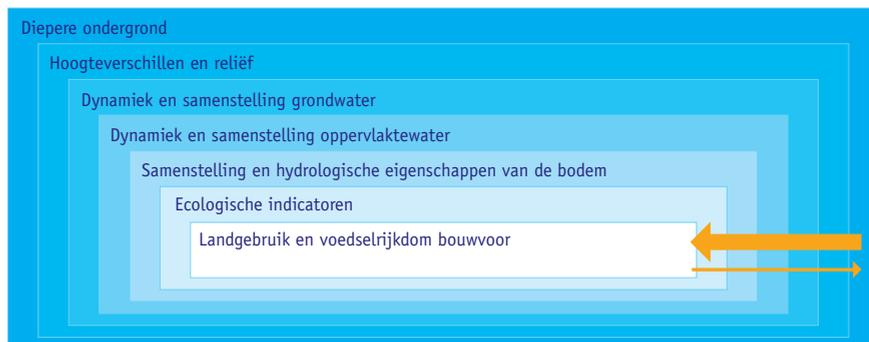 Diepere ondergrond
Hoogteverschillen en reliëf
Dynamiek en samenstelling grondwater
Dynamiek en samenstelling oppervlaktewater
Samenstelling en hydrologische eigenschappen van de bodem
Ecologische indicatoren
Landgebruik en voedselrijkdom bouwvoor